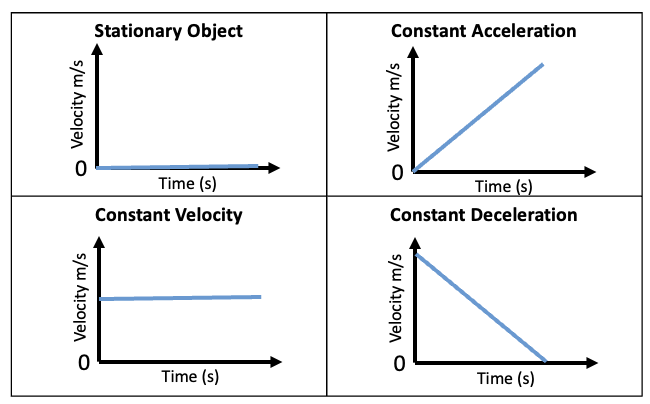 Stationary Object
Velocity m/s
0
Time (s)
Constant Acceleration
Velocity m/s
0
Time (s)
Constant Velocity
Velocity m/s
0
Time (s)
Constant Deceleration
Velocity m/s
0
Time (s)